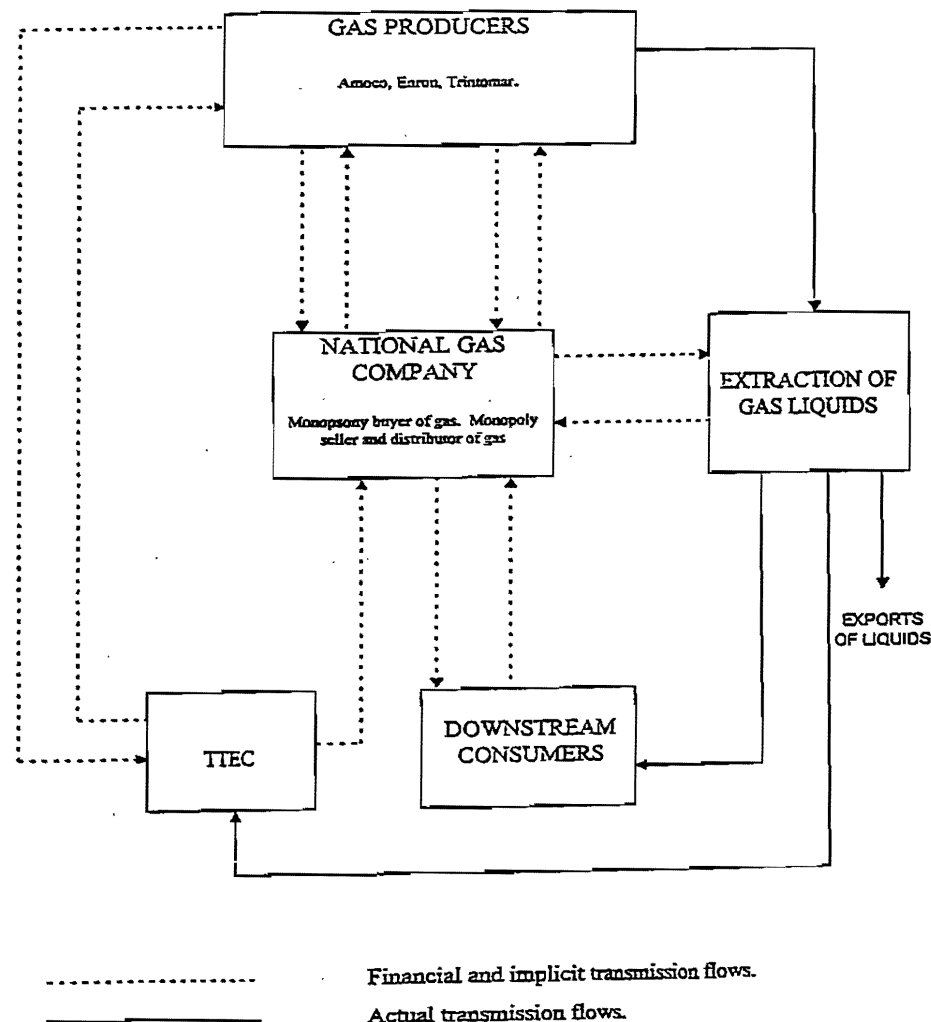 GAS PRODUCERS
Amoco, Enron, Trintomar.
NATIONAL GAS
COMPANY
Monopsony buyer of gas. Monopoly
seller and distributor of gas
EXTRACTION OF
GAS LIQUIDS
EXPORTS
OF LIQUIDS
DOWNSTREAM
CONSUMERS
TTEC
Financial and implicit transmission flows.
Actual transmission flows.